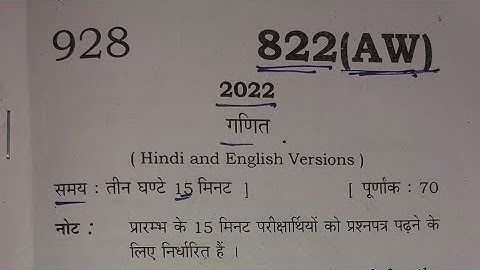 928 822(AW)
2022
गणित
( Hindi and English Versions )
समय : तीन घण्टे 15 मिनट ] [ पूर्णांक : 70
नोट : प्रारम्भ के 15 मिनट परीक्षार्थियों को प्रश्नपत्र पढ़ने के
लिए निर्धारित हैं ।